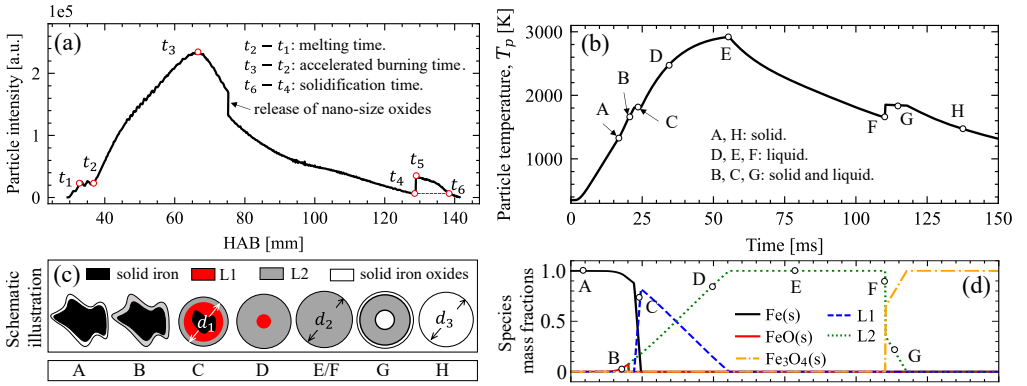 1e5
(a)
t3
t2 − t1: melting time.
t3 − t2: accelerated burning time.
t6 − t4: solidification time.
release of nano-size oxides
t1
t2
t4
t5
t6
Particle intensity [a.u.]
0
1
2
40
60
80
100
120
140
HAB [mm]
(b)
A
B
C
D
E
F
G
H
A, H: solid.
D, E, F: liquid.
B, C, G: solid and liquid.
Particle temperature, Tp [K]
1000
2000
3000
0
25
50
75
100
125
150
Time [ms]
(c)
solid iron
L1
L2
solid iron oxides
Schematic
illustration
d1
d2
d3
A
B
C
D
E/F
G
H
(d)
A
B
C
D
E
F
G
Fe(s)
FeO(s)
Fe3O4(s)
L1
L2
Species
mass fractions
0
0.5
1.0